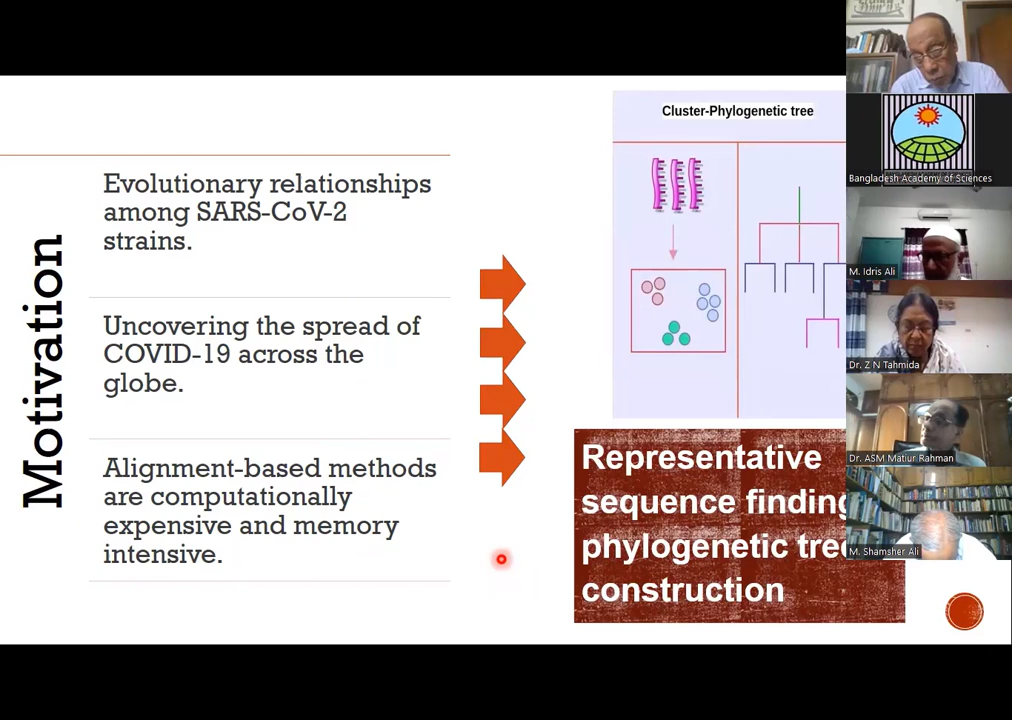 Motivation
Evolutionary relationships
among SARS-CoV-2
strains.
Uncovering the spread of
COVID-19 across the
globe.
Alignment-based methods
are computationally
expensive and memory
intensive.
Cluster-Phylogenetic tree
Representative
sequence finding
phylogenetic tree
construction
Bangladesh Academy of Sciences
M. Idris Ali
Dr. Z N Tahmida
Dr. ASM Matiur Rahman
M. Shamsher Ali